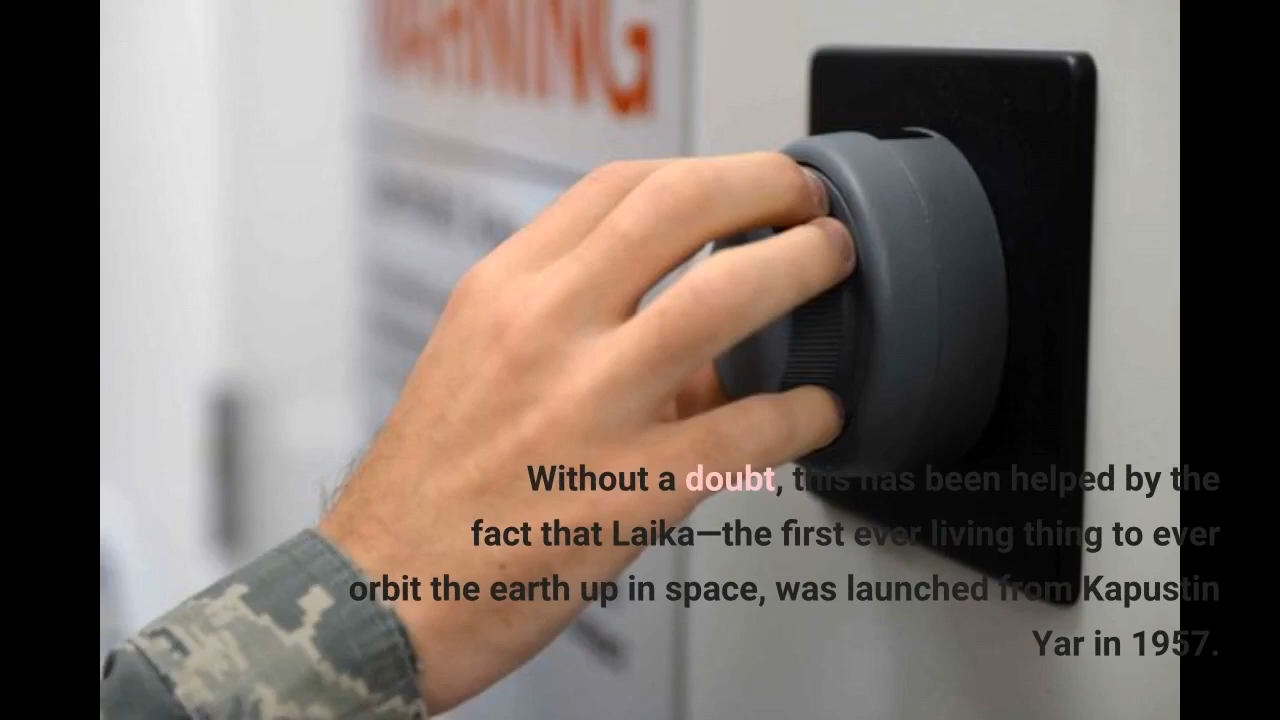 WARNING
Without a doubt, this has been helped by the
fact that Laika—the first ever living thing to ever
orbit the earth up in space, was launched from Kapustin
Yar in 1957.